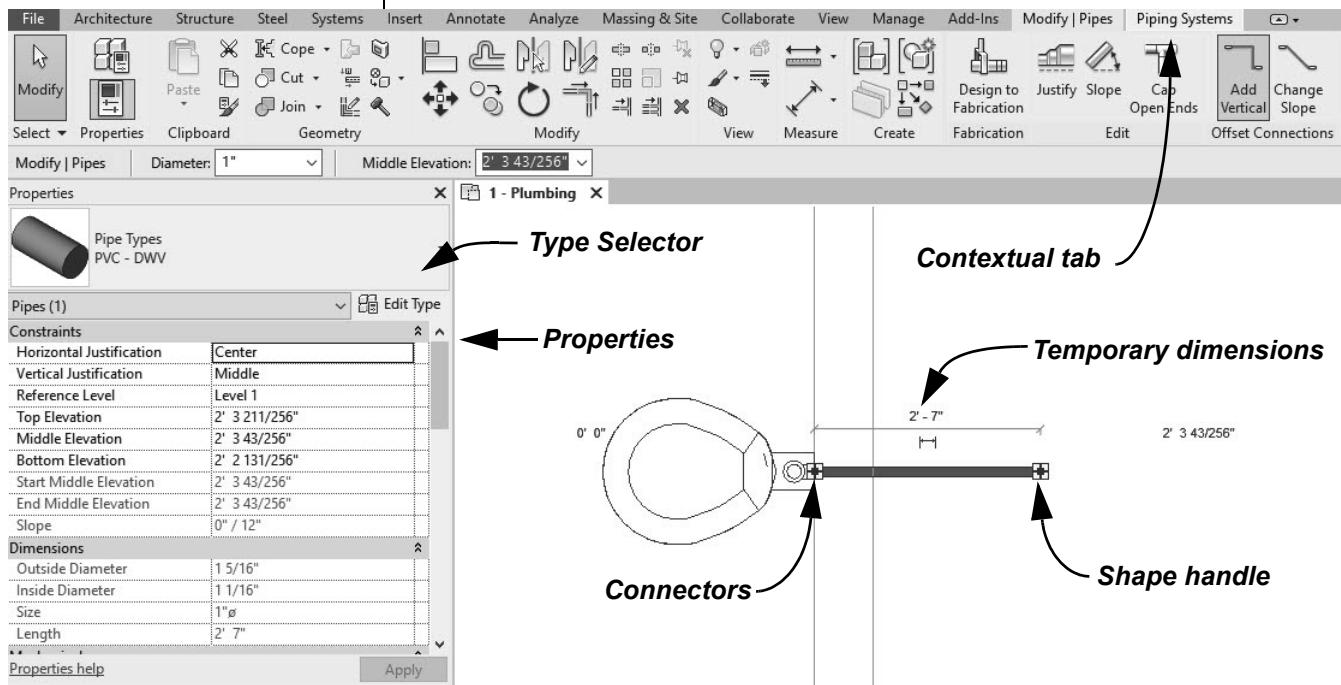 File Architecture Structure Steel Systems Insert Annotate Analyze Massing & Site Collaborate View Manage Add-Ins Modify | Pipes Piping Systems
Modify Paste Cope Cut Join Design to Fabrication Justify Slope Cap Open Ends Add Vertical Change Slope
Select Properties Clipboard Geometry Modify View Measure Create Fabrication Edit Offset Connections
Modify | Pipes Diameter: 1" Middle Elevation: 2' 3 43/256"
Properties
1 - Plumbing
Pipe Types
PVC - DWV
Type Selector
Contextual tab
Pipes (1) Edit Type
Constraints
Properties
Horizontal Justification Center
Temporary dimensions
Vertical Justification Middle
Reference Level Level 1
Top Elevation 2' 3 211/256"
2' - 7"
Middle Elevation 2' 3 43/256"
0' 0"
2' 3 43/256"
Bottom Elevation 2' 2 131/256"
Start Middle Elevation 2' 3 43/256"
End Middle Elevation 2' 3 43/256"
Slope 0" / 12"
Dimensions
Outside Diameter 1 5/16"
Shape handle
Inside Diameter 1 1/16"
Connectors
Size 1"ø
Length 2' 7"
Properties help Apply